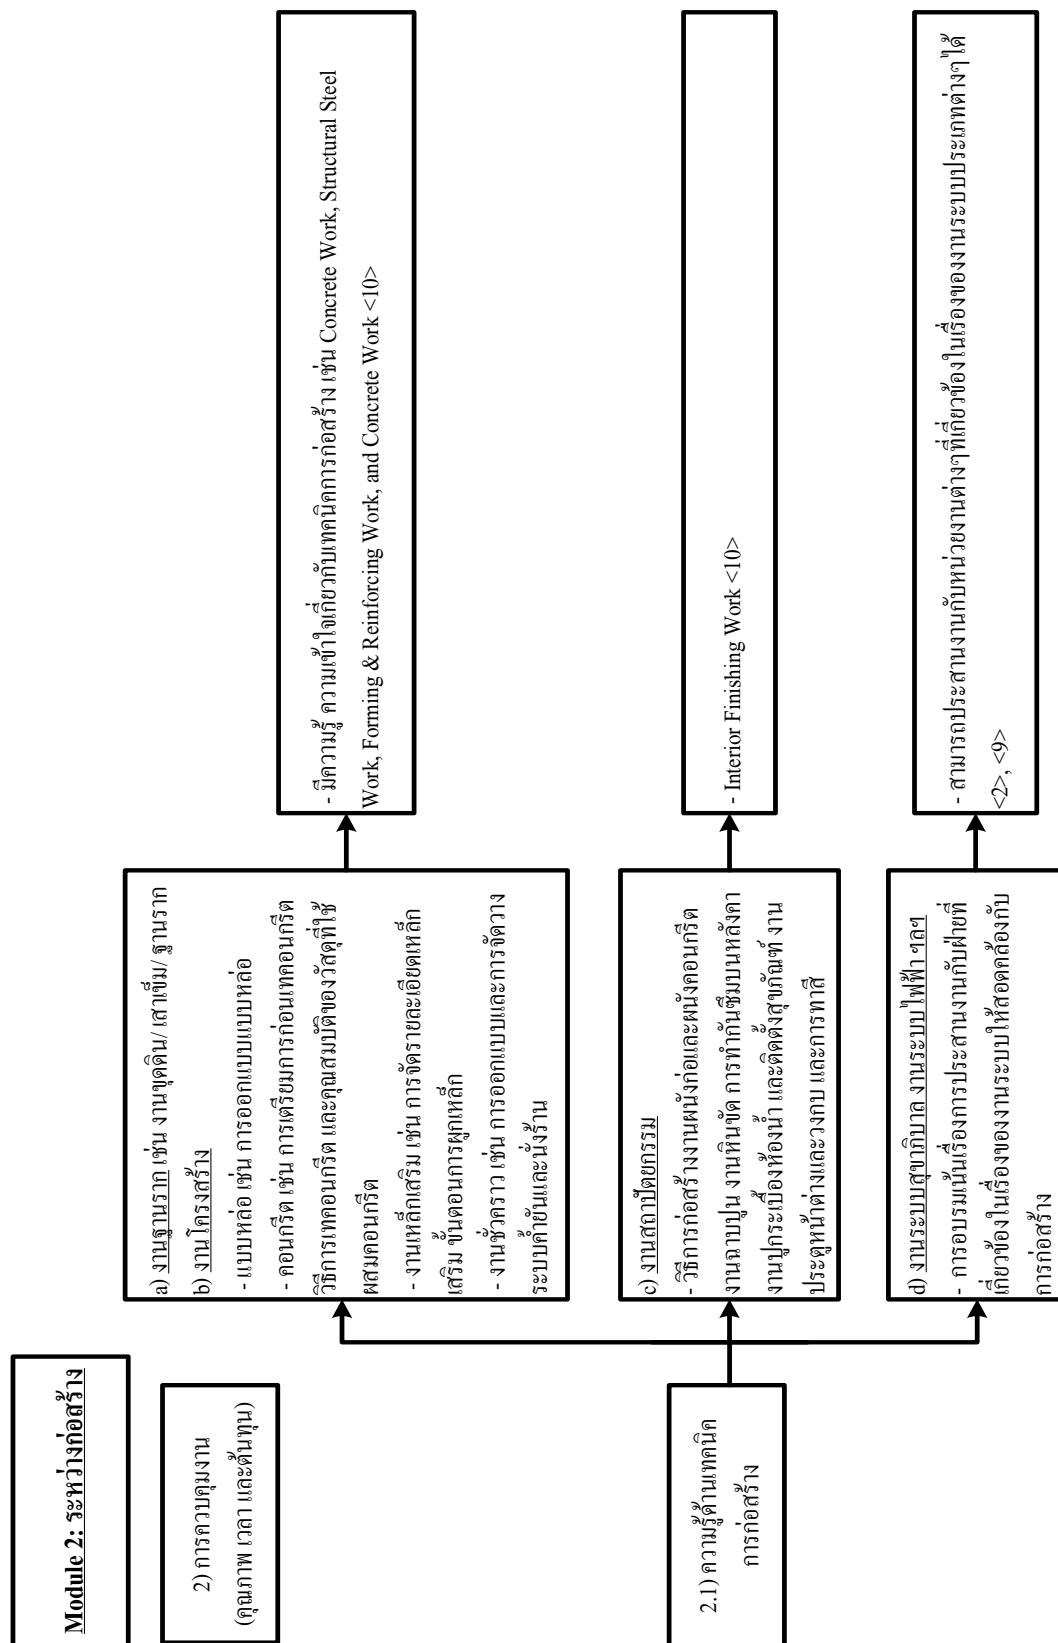 Module 2: ระหว่างก่อสร้าง
2) การควบคุมงาน
(คุณภาพ เวลา และต้นทุน)
2.1) ความรู้ด้านเทคนิค
การก่อสร้าง
a) งานฐานราก เช่น งานขุดดิน/ เสาเข็ม/ ฐานราก
b) งานโครงสร้าง
- แบบหล่อ เช่น การออกแบบแบบหล่อ
- คอนกรีต เช่น การเตรียมการก่อนเทคอนกรีต
วิธีการเทคอนกรีต และคุณสมบัติของวัสดุที่ใช้
ผสมคอนกรีต
- งานเหล็กเสริม เช่น การจัดรายละเอียดเหล็ก
เสริม ขั้นตอนการผูกเหล็ก
- งานชั่วคราว เช่น การออกแบบและการจัดวาง
ระบบค้ำยันและนั่งร้าน
- มีความรู้ ความเข้าใจเกี่ยวกับเทคนิคการก่อสร้าง เช่น Concrete Work, Structural Steel
Work, Forming & Reinforcing Work, and Concrete Work <10>
c) งานสถาปัตยกรรม
- วิธีการก่อสร้างงานผนังก่อและผนังคอนกรีต
งานฉาบปูน งานหินขัด การทำกันซึมบนหลังคา
งานปูกระเบื้องห้องน้ำ และติดตั้งสุขภัณฑ์ งาน
ประตูหน้าต่างและวงกบ และการทาสี
- Interior Finishing Work <10>
d) งานระบบสุขาภิบาล งานระบบไฟฟ้า ฯลฯ
- การอบรมเน้นเรื่องการประสานงานกับฝ่ายที่
เกี่ยวข้องในเรื่องของงานระบบให้สอดคล้องกับ
การก่อสร้าง
- สามารถประสานงานกับหน่วยงานต่างๆที่เกี่ยวข้องในเรื่องของงานระบบประเภทต่างๆ ได้
<2>, <9>